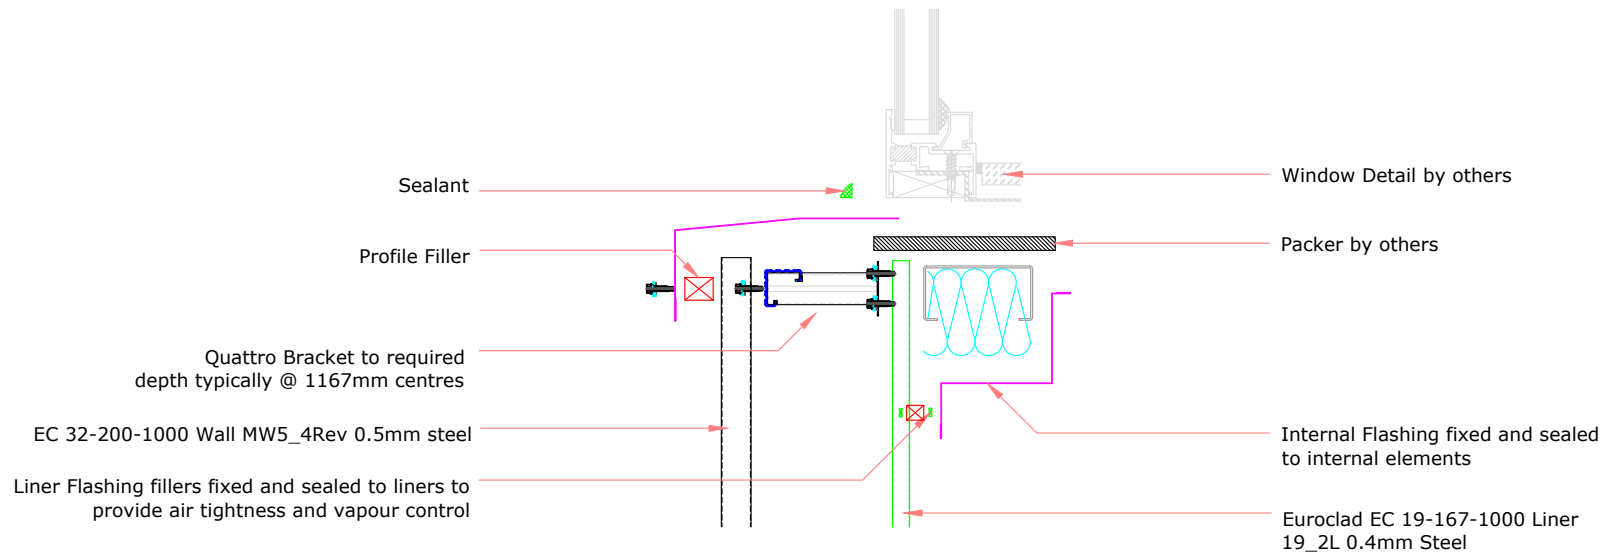 Sealant
Profile Filler
Quattro Bracket to required
depth typically @ 1167mm centres
EC 32-200-1000 Wall MW5_4Rev 0.5mm steel
Liner Flashing fillers fixed and sealed to liners to
provide air tightness and vapour control
Window Detail by others
Packer by others
Internal Flashing fixed and sealed
to internal elements
Euroclad EC 19-167-1000 Liner
19_2L 0.4mm Steel